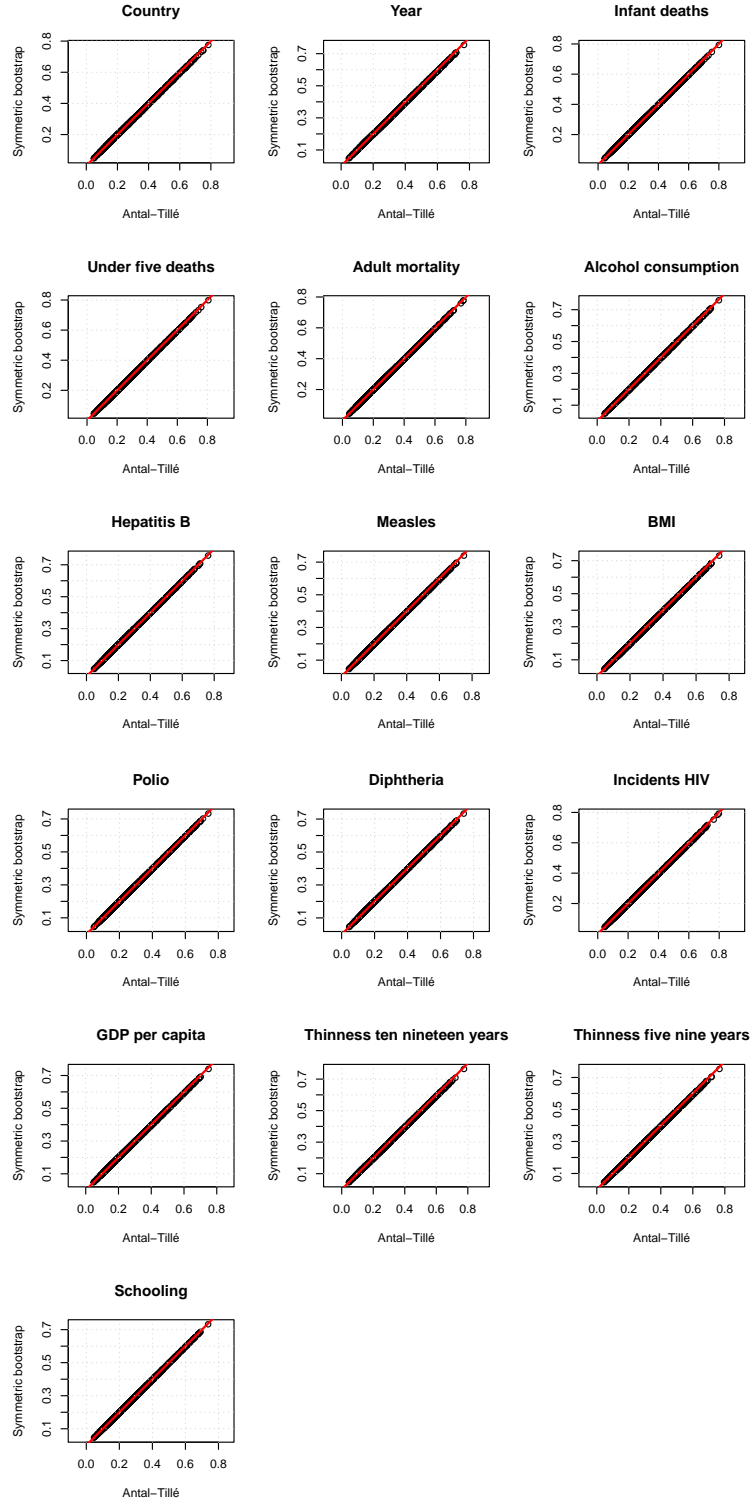 Country
Symmetric bootstrap
0.2 0.4 0.6 0.8
0.0 0.2 0.4 0.6 0.8
Antal−Tillé
Year
Symmetric bootstrap
0.1 0.3 0.5 0.7
0.0 0.2 0.4 0.6 0.8
Antal−Tillé
Infant deaths
Symmetric bootstrap
0.2 0.4 0.6 0.8
0.0 0.2 0.4 0.6 0.8
Antal−Tillé
Under five deaths
Symmetric bootstrap
0.2 0.4 0.6 0.8
0.0 0.2 0.4 0.6 0.8
Antal−Tillé
Adult mortality
Symmetric bootstrap
0.2 0.4 0.6 0.8
0.0 0.2 0.4 0.6 0.8
Antal−Tillé
Alcohol consumption
Symmetric bootstrap
0.1 0.3 0.5 0.7
0.0 0.2 0.4 0.6 0.8
Antal−Tillé
Hepatitis B
Symmetric bootstrap
0.1 0.3 0.5 0.7
0.0 0.2 0.4 0.6 0.8
Antal−Tillé
Measles
Symmetric bootstrap
0.1 0.3 0.5 0.7
0.0 0.2 0.4 0.6 0.8
Antal−Tillé
BMI
Symmetric bootstrap
0.1 0.3 0.5 0.7
0.0 0.2 0.4 0.6 0.8
Antal−Tillé
Polio
Symmetric bootstrap
0.1 0.3 0.5 0.7
0.0 0.2 0.4 0.6 0.8
Antal−Tillé
Diphtheria
Symmetric bootstrap
0.1 0.3 0.5 0.7
0.0 0.2 0.4 0.6 0.8
Antal−Tillé
Incidents HIV
Symmetric bootstrap
0.2 0.4 0.6 0.8
0.0 0.2 0.4 0.6 0.8
Antal−Tillé
GDP per capita
Symmetric bootstrap
0.1 0.3 0.5 0.7
0.0 0.2 0.4 0.6 0.8
Antal−Tillé
Thinness ten nineteen years
Symmetric bootstrap
0.1 0.3 0.5 0.7
0.0 0.2 0.4 0.6 0.8
Antal−Tillé
Thinness five nine years
Symmetric bootstrap
0.1 0.3 0.5 0.7
0.0 0.2 0.4 0.6 0.8
Antal−Tillé
Schooling
Symmetric bootstrap
0.1 0.3 0.5 0.7
0.0 0.2 0.4 0.6 0.8
Antal−Tillé